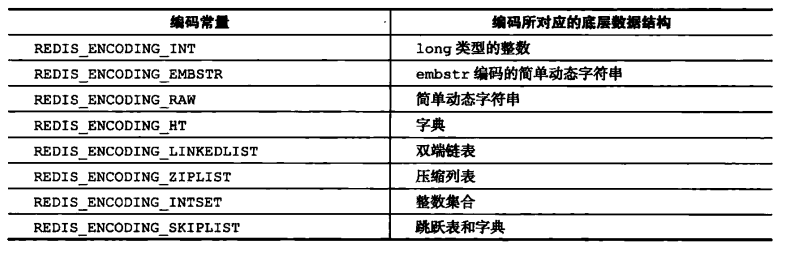 编码常量 编码所对应的底层数据结构
REDIS_ENCODING_INT long 类型的整数
REDIS_ENCODING_EMBSTR embstr 编码的简单动态字符串
REDIS_ENCODING_RAW 简单动态字符串
REDIS_ENCODING_HT 字典
REDIS_ENCODING_LINKEDLIST 双端链表
REDIS_ENCODING_ZIPLIST 压缩列表
REDIS_ENCODING_INTSET 整数集合
REDIS_ENCODING_SKIPLIST 跳跃表和字典